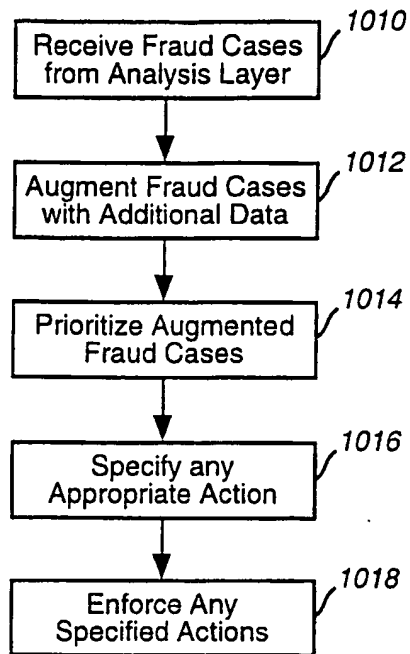 1010
Receive Fraud Cases
from Analysis Layer
1012
Augment Fraud Cases
with Additional Data
1014
Prioritize Augmented
Fraud Cases
1016
Specify any
Appropriate Action
1018
Enforce Any
Specified Actions